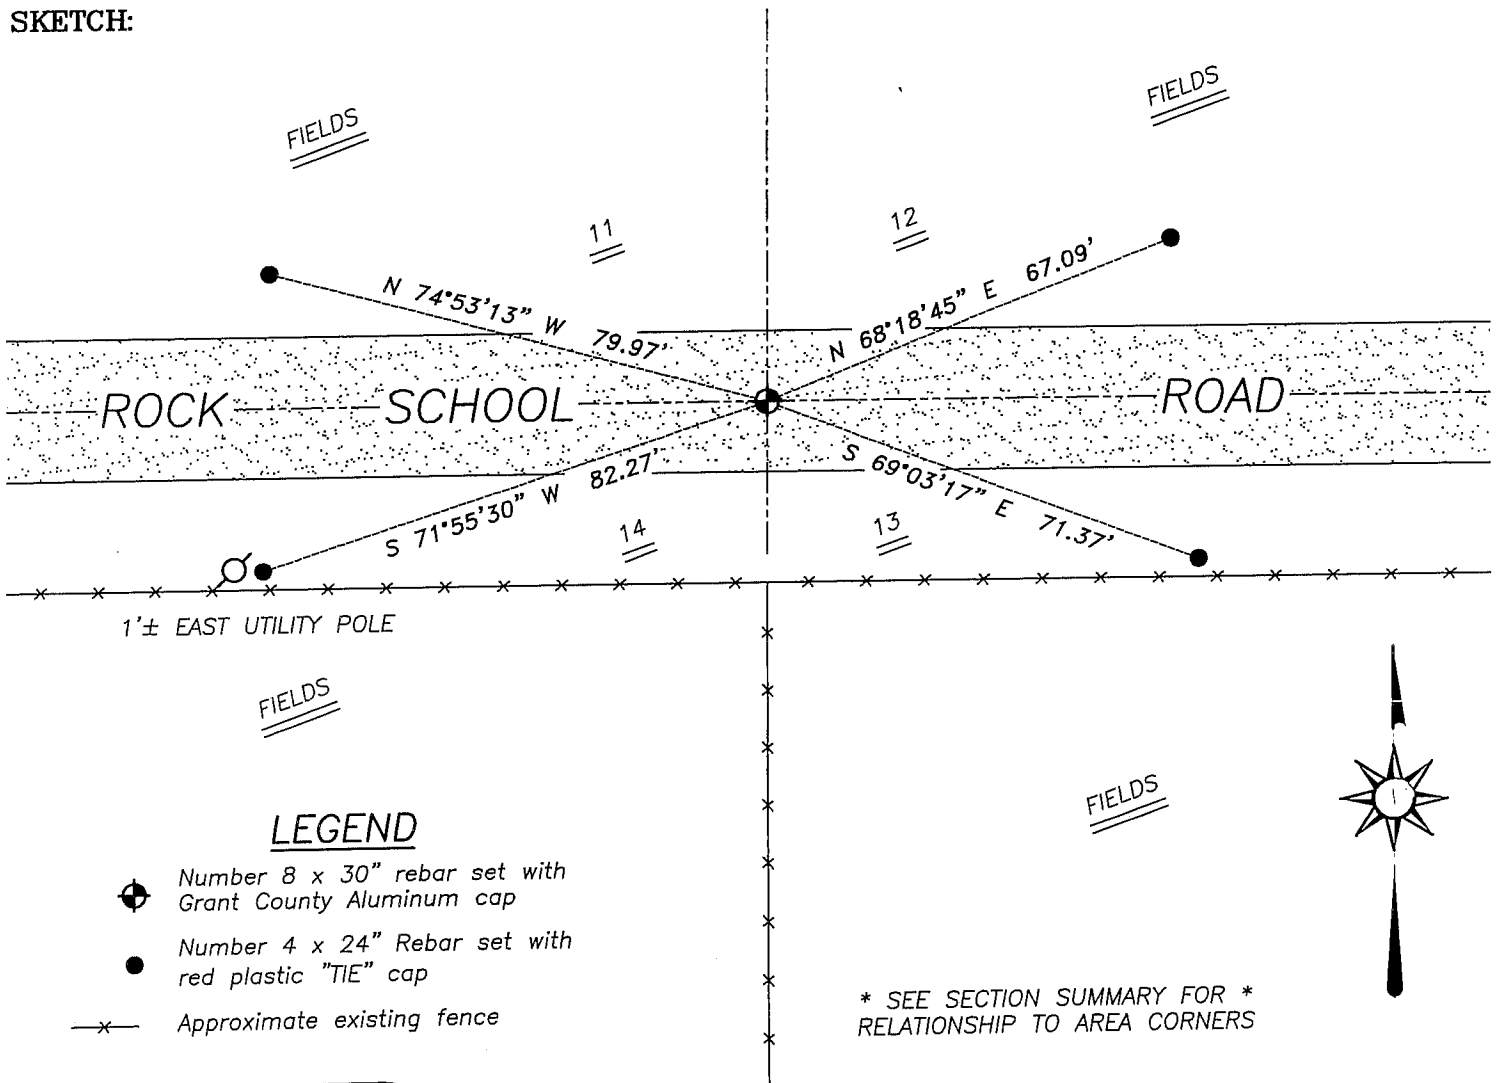 SKETCH:
FIELDS
FIELDS
11
12
N 74°53'13" W 79.97'
N 68°18'45" E 67.09'
ROCK SCHOOL ROAD
S 71°55'30" W 82.27'
S 69°03'17" E 71.37'
14
13
1'± EAST UTILITY POLE
FIELDS
FIELDS
LEGEND
Number 8 x 30" rebar set with
Grant County Aluminum cap
Number 4 x 24" Rebar set with
red plastic "TIE" cap
Approximate existing fence
* SEE SECTION SUMMARY FOR *
RELATIONSHIP TO AREA CORNERS